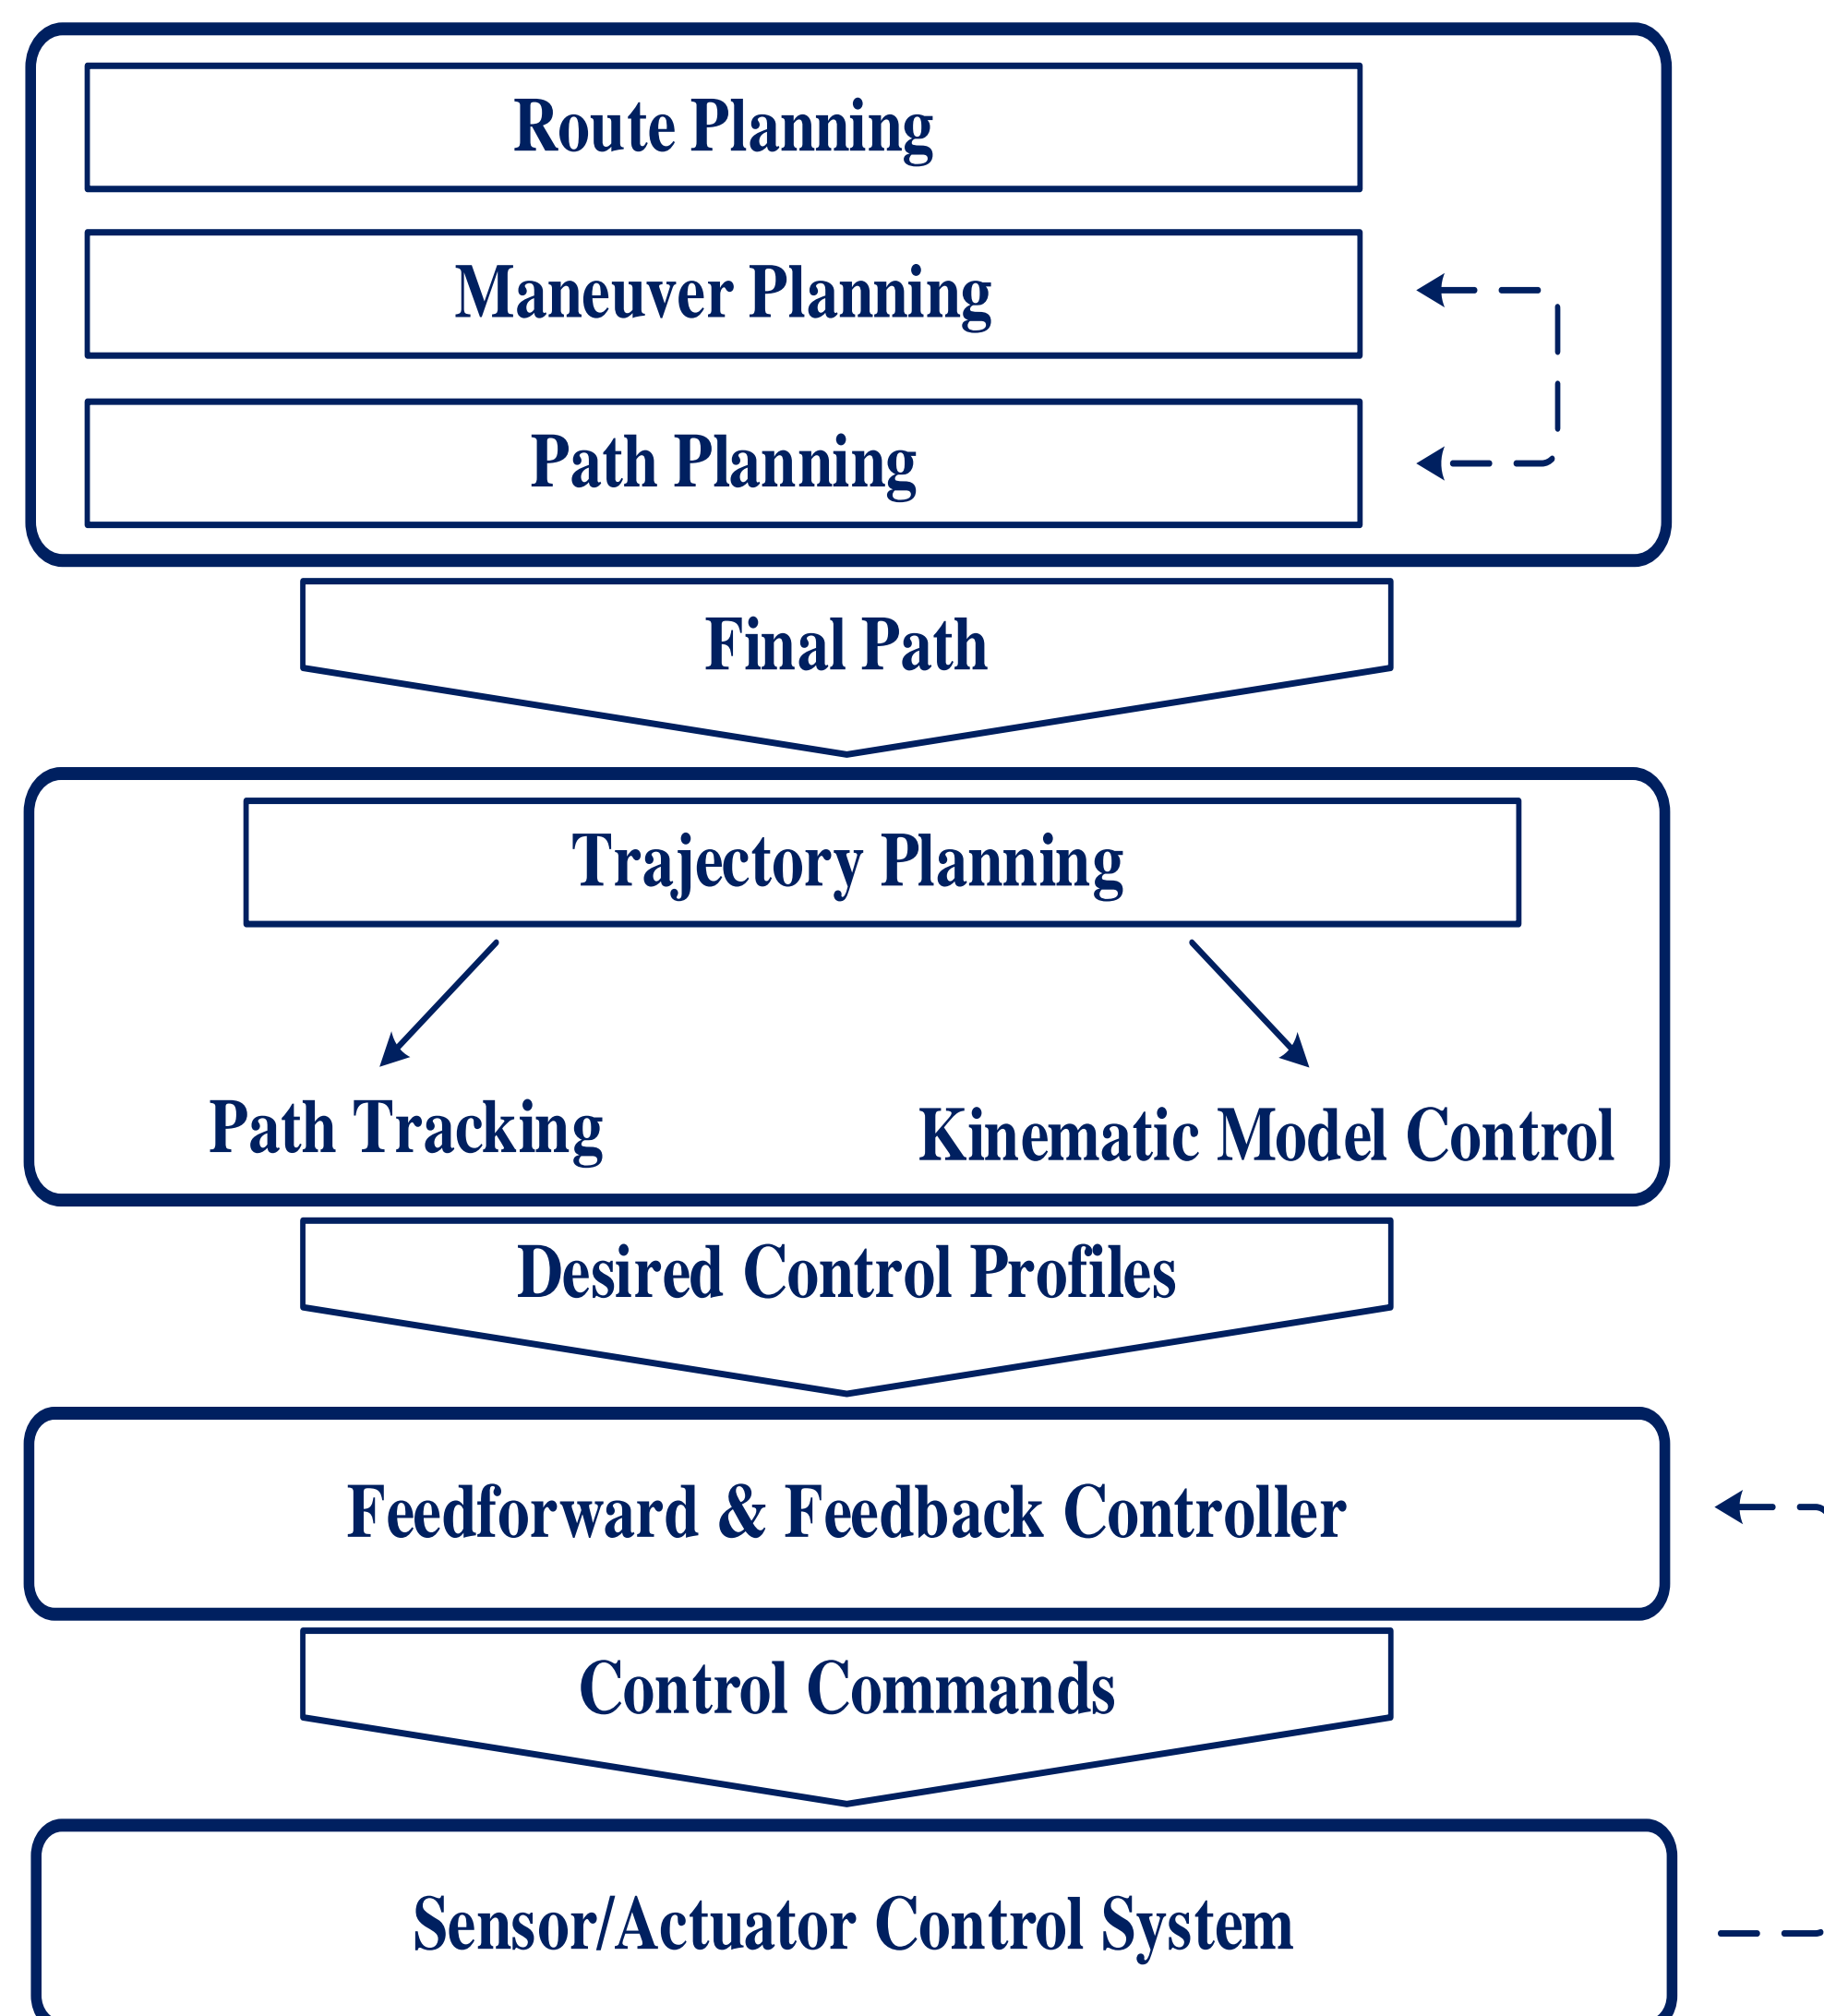 Route Planning
Maneuver Planning
Path Planning
Final Path
Trajectory Planning
Path Tracking
Kinematic Model Control
Desired Control Profiles
Feedforward & Feedback Controller
Control Commands
Sensor/Actuator Control System